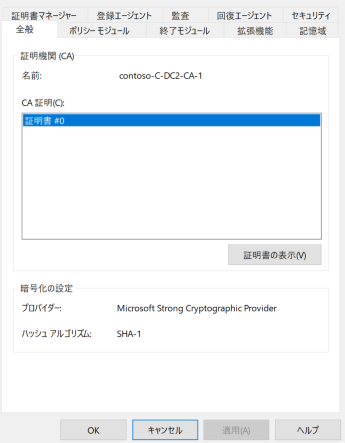 証明書マネージャー 登録エージェント 監査 回復エージェント セキュリティ
全般 ポリシー モジュール 終了モジュール 拡張機能 記憶域
証明機関 (CA)
名前: contoso-C-DC2-CA-1
CA 証明(C):
証明書 #0
証明書の表示(V)
暗号化の設定
プロバイダー: Microsoft Strong Cryptographic Provider
ハッシュ アルゴリズム: SHA-1
OK キャンセル 適用(A) ヘルプ